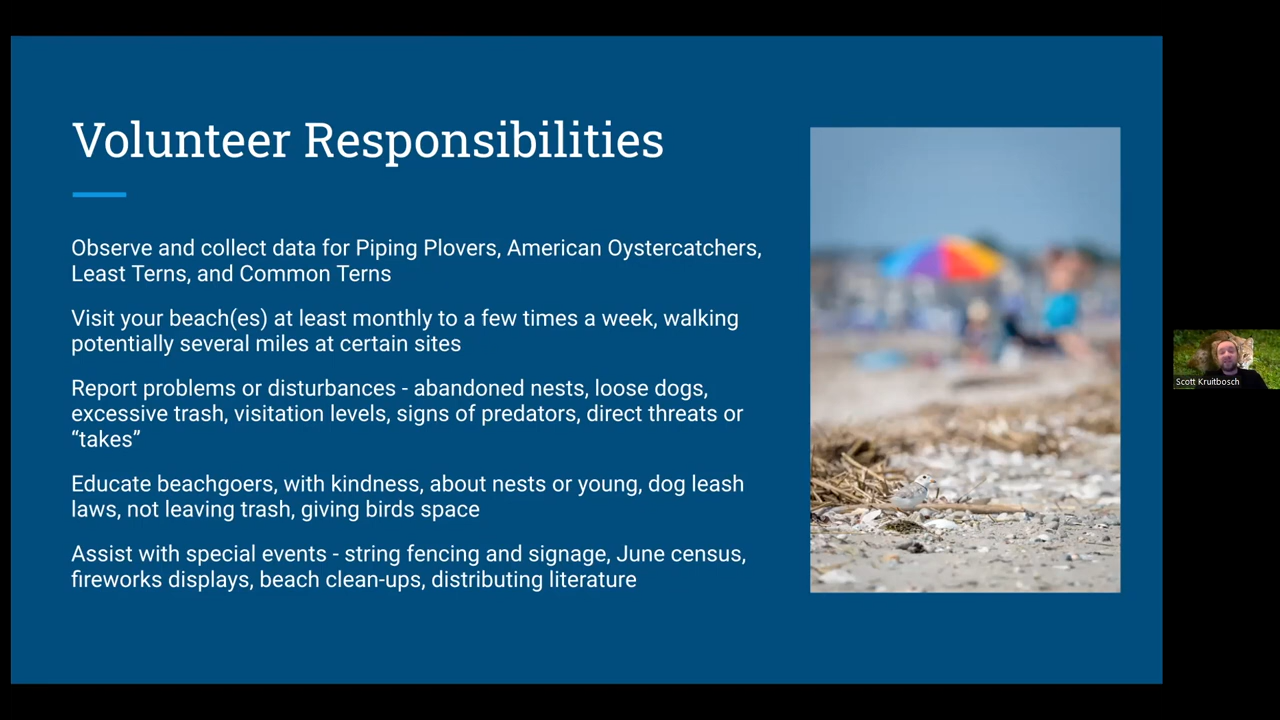 Volunteer Responsibilities
Observe and collect data for Piping Plovers, American Oystercatchers,
Least Terns, and Common Terns
Visit your beach(es) at least monthly to a few times a week, walking
potentially several miles at certain sites
Report problems or disturbances - abandoned nests, loose dogs,
excessive trash, visitation levels, signs of predators, direct threats or
“takes”
Educate beachgoers, with kindness, about nests or young, dog leash
laws, not leaving trash, giving birds space
Assist with special events - string fencing and signage, June census,
fireworks displays, beach clean-ups, distributing literature
Scott Kruitbosch